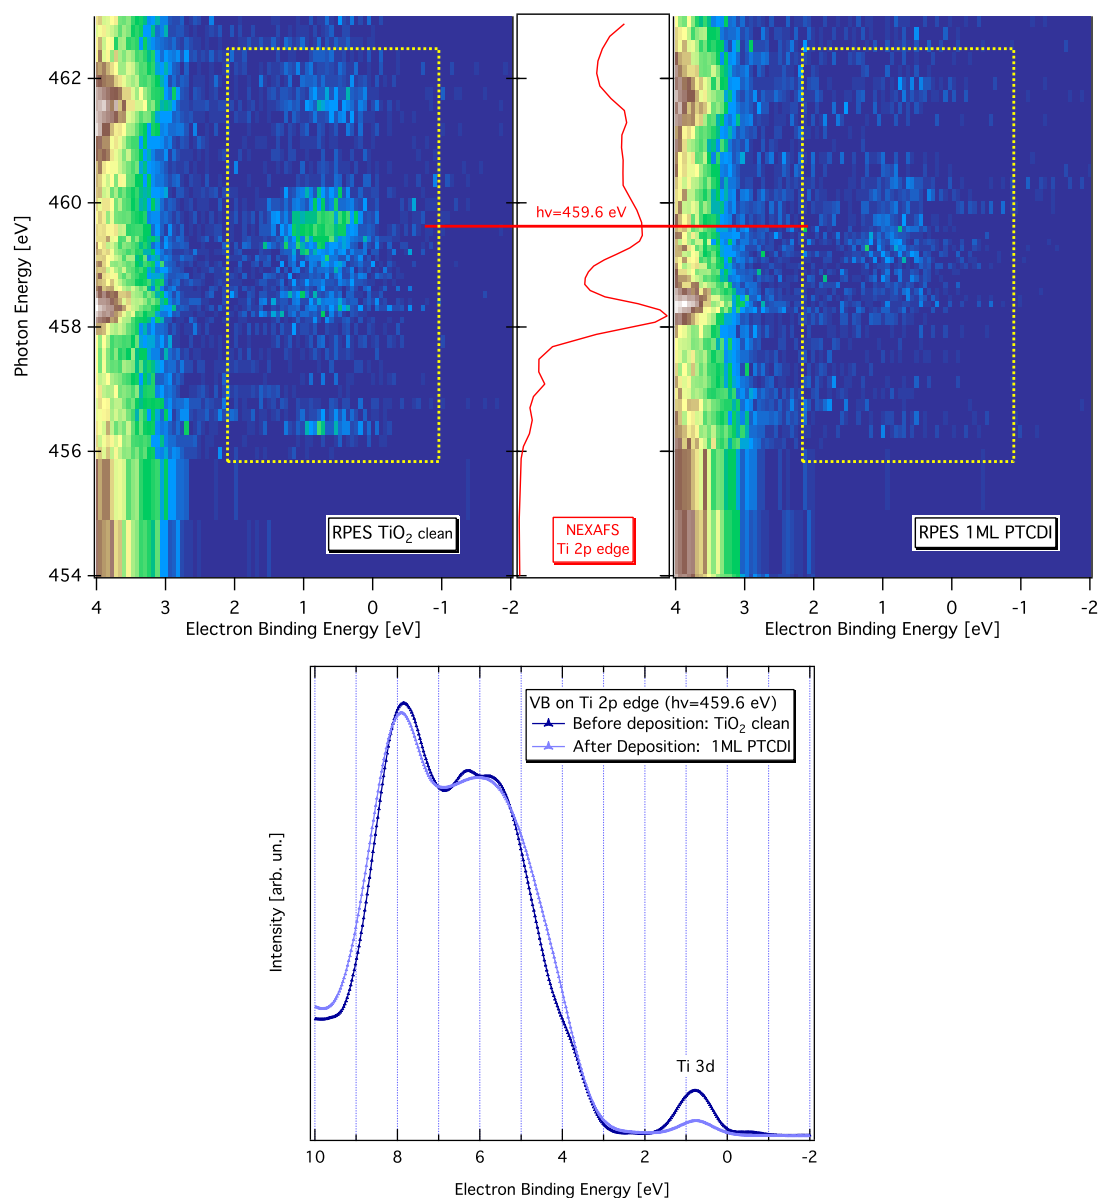 462
460
458
456
454
Photon Energy [eV]
4 3 2 1 0 -1 -2
Electron Binding Energy [eV]
RPES TiO₂ clean
hν=459.6 eV
NEXAFS
Ti 2p edge
RPES 1ML PTCDI
4 3 2 1 0 -1 -2
Electron Binding Energy [eV]
VB on Ti 2p edge (hν=459.6 eV)
Before deposition: TiO₂ clean
After Deposition: 1ML PTCDI
Intensity [arb. un.]
Ti 3d
10 8 6 4 2 0 -2
Electron Binding Energy [eV]